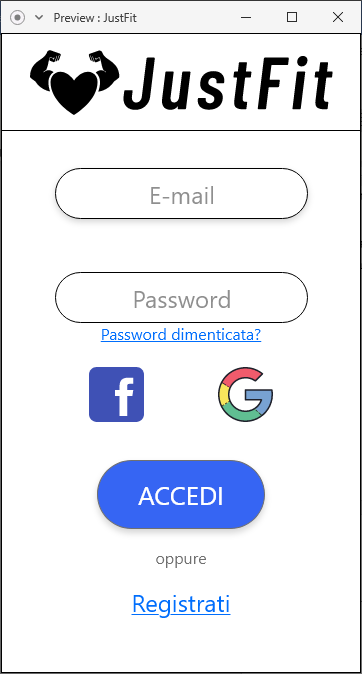 Preview : JustFit
JustFit
E-mail
Password
Password dimenticata?
f G
ACCEDI
oppure
Registrati